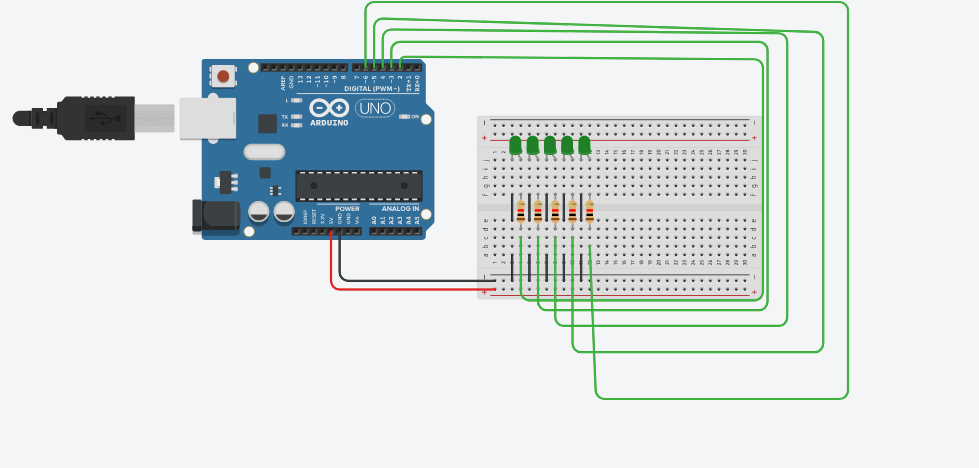 AREF
GND
13
12
~11
~10
~9
8
7
~6
~5
4
~3
2
TX→1
RX←0
DIGITAL (PWM~)
L
TX
RX
UNO
ON
ARDUINO
POWER
ANALOG IN
IOREF
RESET
3.3V
5V
GND
GND
Vin
A0
A1
A2
A3
A4
A5
j
i
h
g
f
e
d
c
b
a